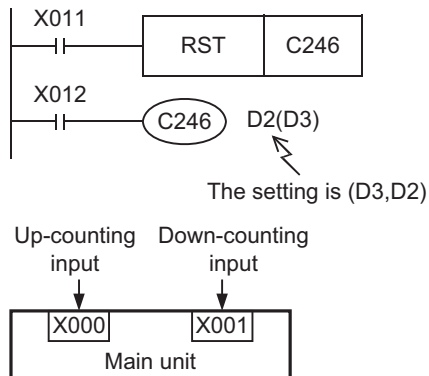 X011
RST C246
X012
C246 D2(D3)
The setting is (D3,D2)
Up-counting input
Down-counting input
X000 X001
Main unit